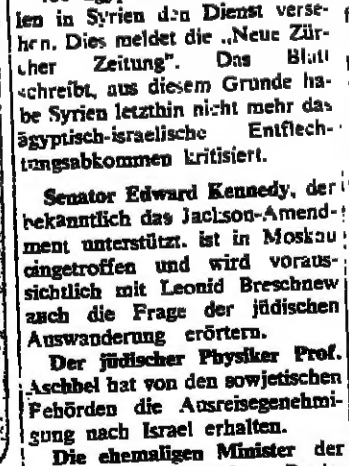 ien in Syrien den Dienst verse-
hen. Dies meldet die „Neue Zür-
cher Zeitung". Das Blatt
schreibt, aus diesem Grunde ha-
be Syrien letzthin nicht mehr das
ägyptisch-israelische Entflech-
tungsabkommen kritisiert.
Senator Edward Kennedy, der
bekanntlich das Jackson-Amend-
ment unterstützt, ist in Moskau
eingetroffen und wird voraus-
sichtlich mit Leonid Breschnew
auch die Frage der jüdischen
Auswanderung erörtern.
Der jüdischer Physiker Prof.
Aschbel hat von den sowjetischen
Behörden die Ausreisegenehmi-
gung nach Israel erhalten.
Die ehemaligen Minister der